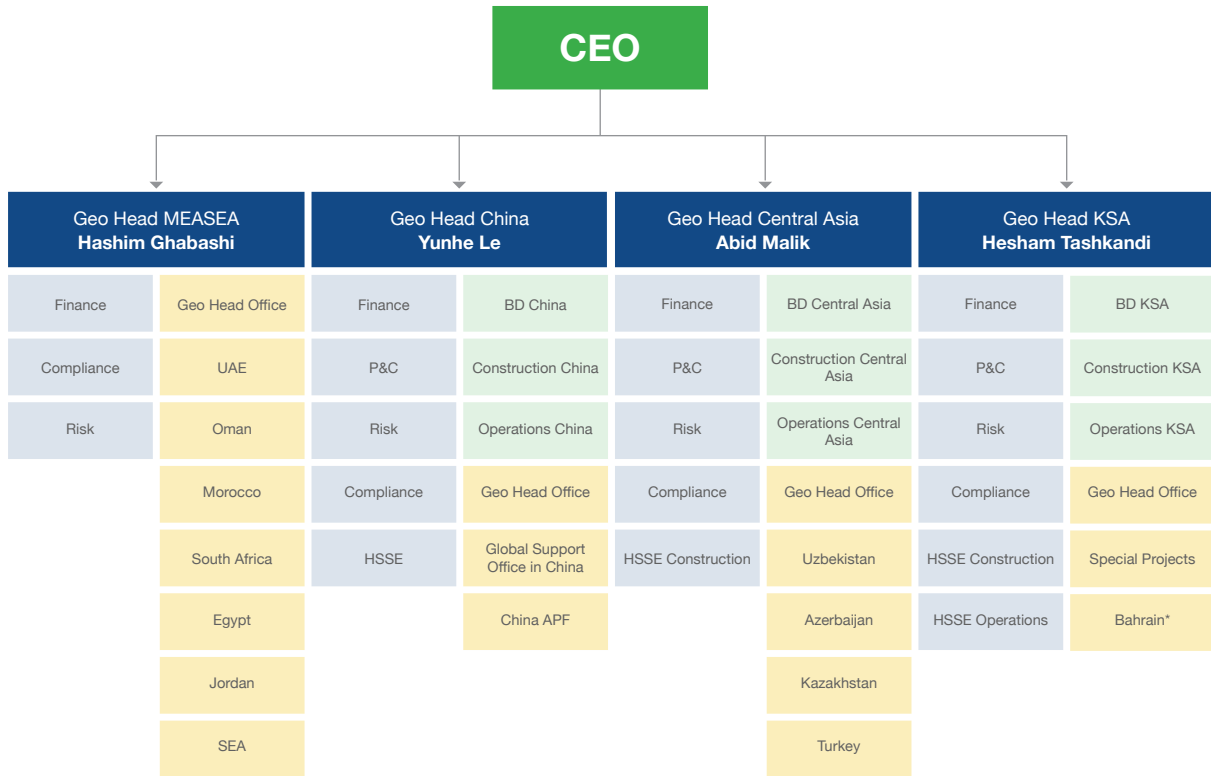 CEO
Geo Head MEASEA
Hashim Ghabashi
Finance
Compliance
Risk
Geo Head Office
UAE
Oman
Morocco
South Africa
Egypt
Jordan
SEA
Geo Head China
Yunhe Le
Finance
P&C
Risk
Compliance
HSSE
BD China
Construction China
Operations China
Geo Head Office
Global Support
Office in China
China APF
Geo Head Central Asia
Abid Malik
Finance
P&C
Risk
Compliance
HSSE Construction
BD Central Asia
Construction Central
Asia
Operations Central
Asia
Geo Head Office
Uzbekistan
Azerbaijan
Kazakhstan
Turkey
Geo Head KSA
Hesham Tashkandi
Finance
P&C
Risk
Compliance
HSSE Construction
HSSE Operations
BD KSA
Construction KSA
Operations KSA
Geo Head Office
Special Projects
Bahrain*